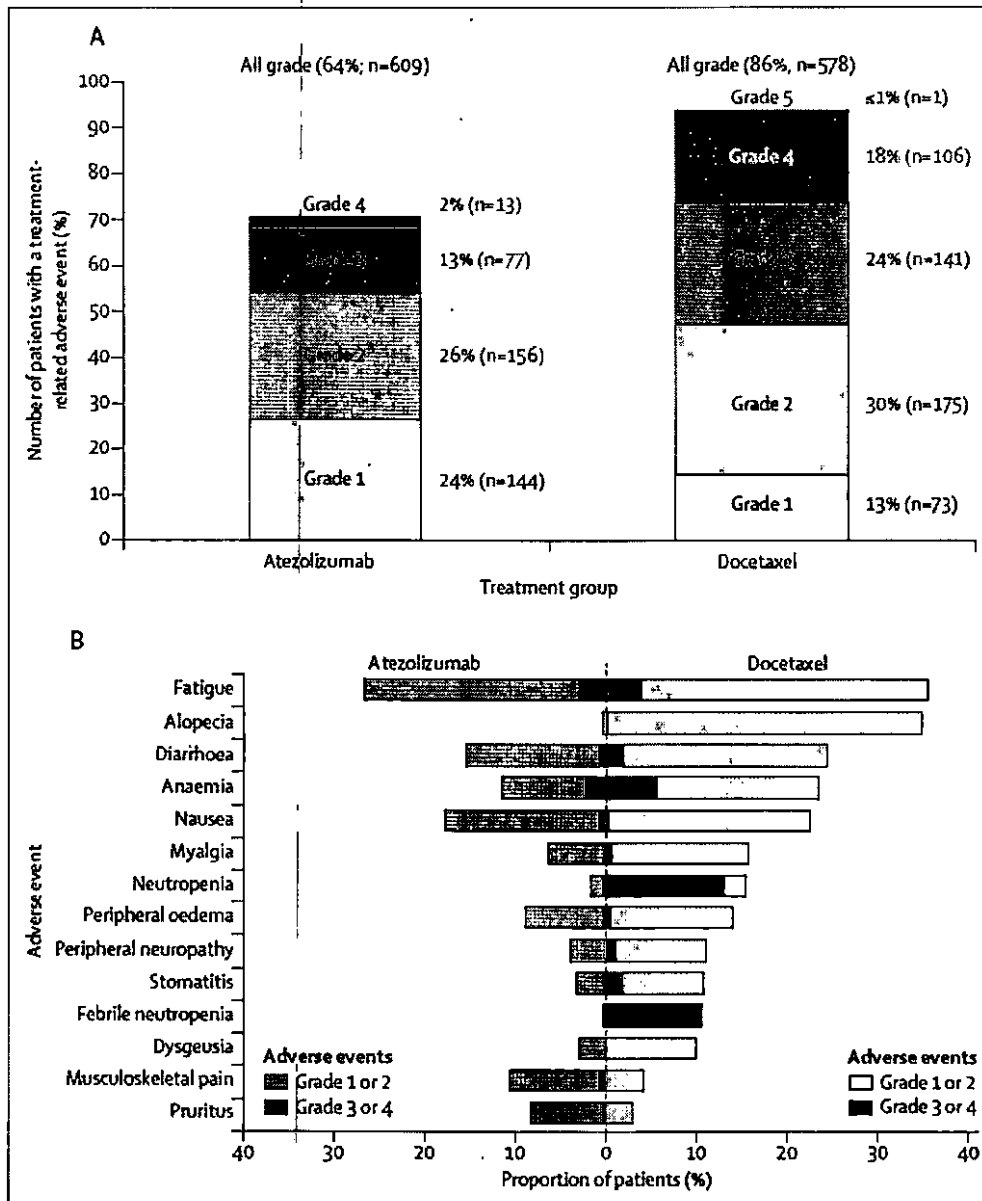 A
All grade (64%; n=609)
All grade (86%, n=578)
Number of patients with a treatment-
related adverse event (%)
100
90
80
70
60
50
40
30
20
10
0
Grade 4
2% (n=13)
13% (n=77)
Grade 2
26% (n=156)
Grade 1
24% (n=144)
Grade 5
≤1% (n=1)
Grade 4
18% (n=106)
24% (n=141)
Grade 2
30% (n=175)
Grade 1
13% (n=73)
Atezolizumab
Docetaxel
Treatment group
B
Atezolizumab
Docetaxel
Adverse event
Fatigue
Alopecia
Diarrhoea
Anaemia
Nausea
Myalgia
Neutropenia
Peripheral oedema
Peripheral neuropathy
Stomatitis
Febrile neutropenia
Dysgeusia
Musculoskeletal pain
Pruritus
Adverse events
Grade 1 or 2
Grade 3 or 4
Adverse events
Grade 1 or 2
Grade 3 or 4
40 30 20 10 0 10 20 30 40
Proportion of patients (%)